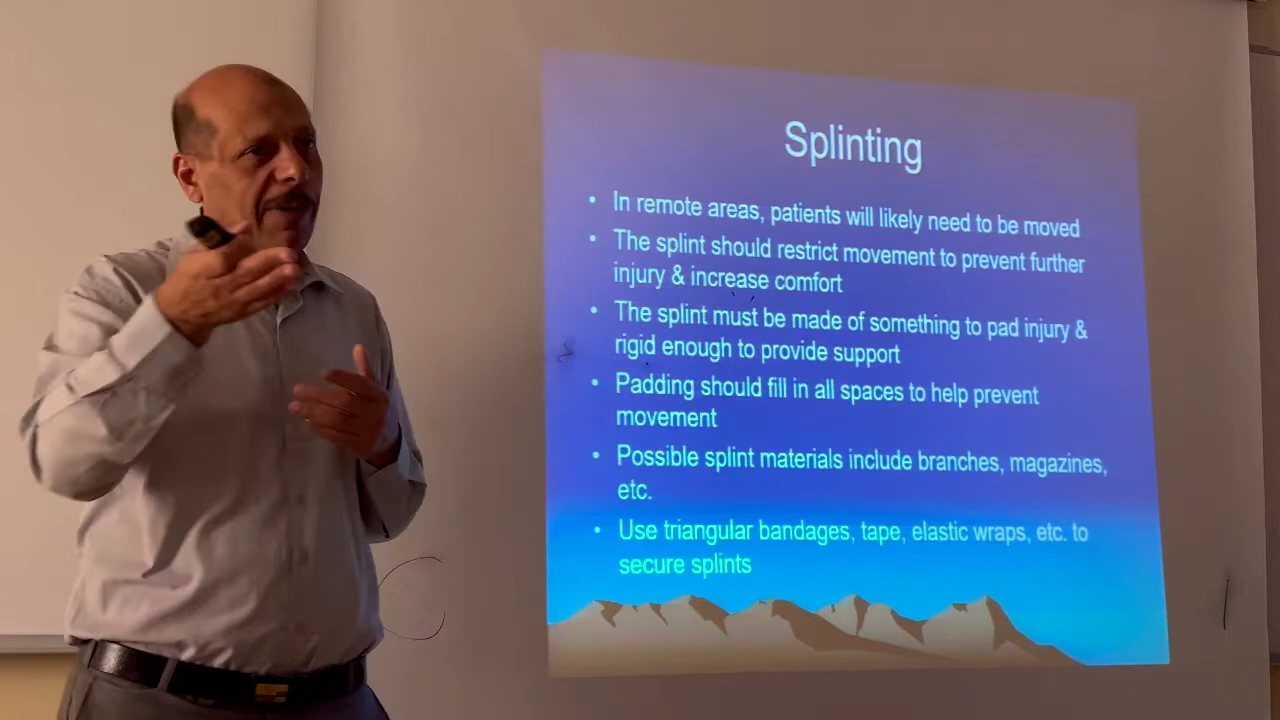 Splinting
• In remote areas, patients will likely need to be moved
• The splint should restrict movement to prevent further
injury & increase comfort
• The splint must be made of something to pad injury &
rigid enough to provide support
• Padding should fill in all spaces to help prevent
movement
• Possible splint materials include branches, magazines,
etc.
• Use triangular bandages, tape, elastic wraps, etc. to
secure splints